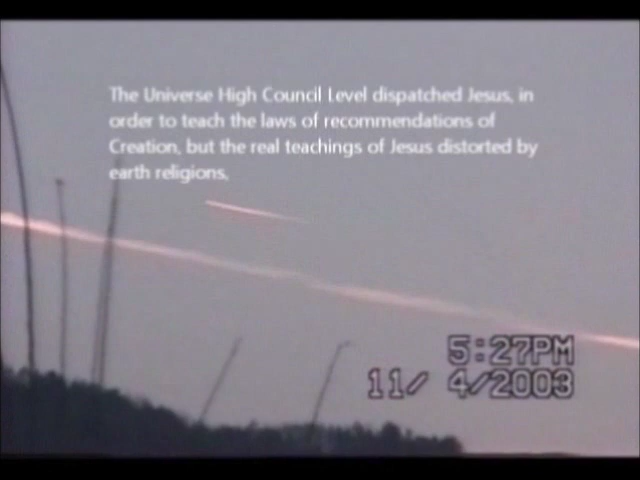 The Universe High Council Level dispatched Jesus, in
order to teach the laws of recommendations of
Creation, but the real teachings of Jesus distorted by
earth religions,
5:27PM
11/ 4/2003